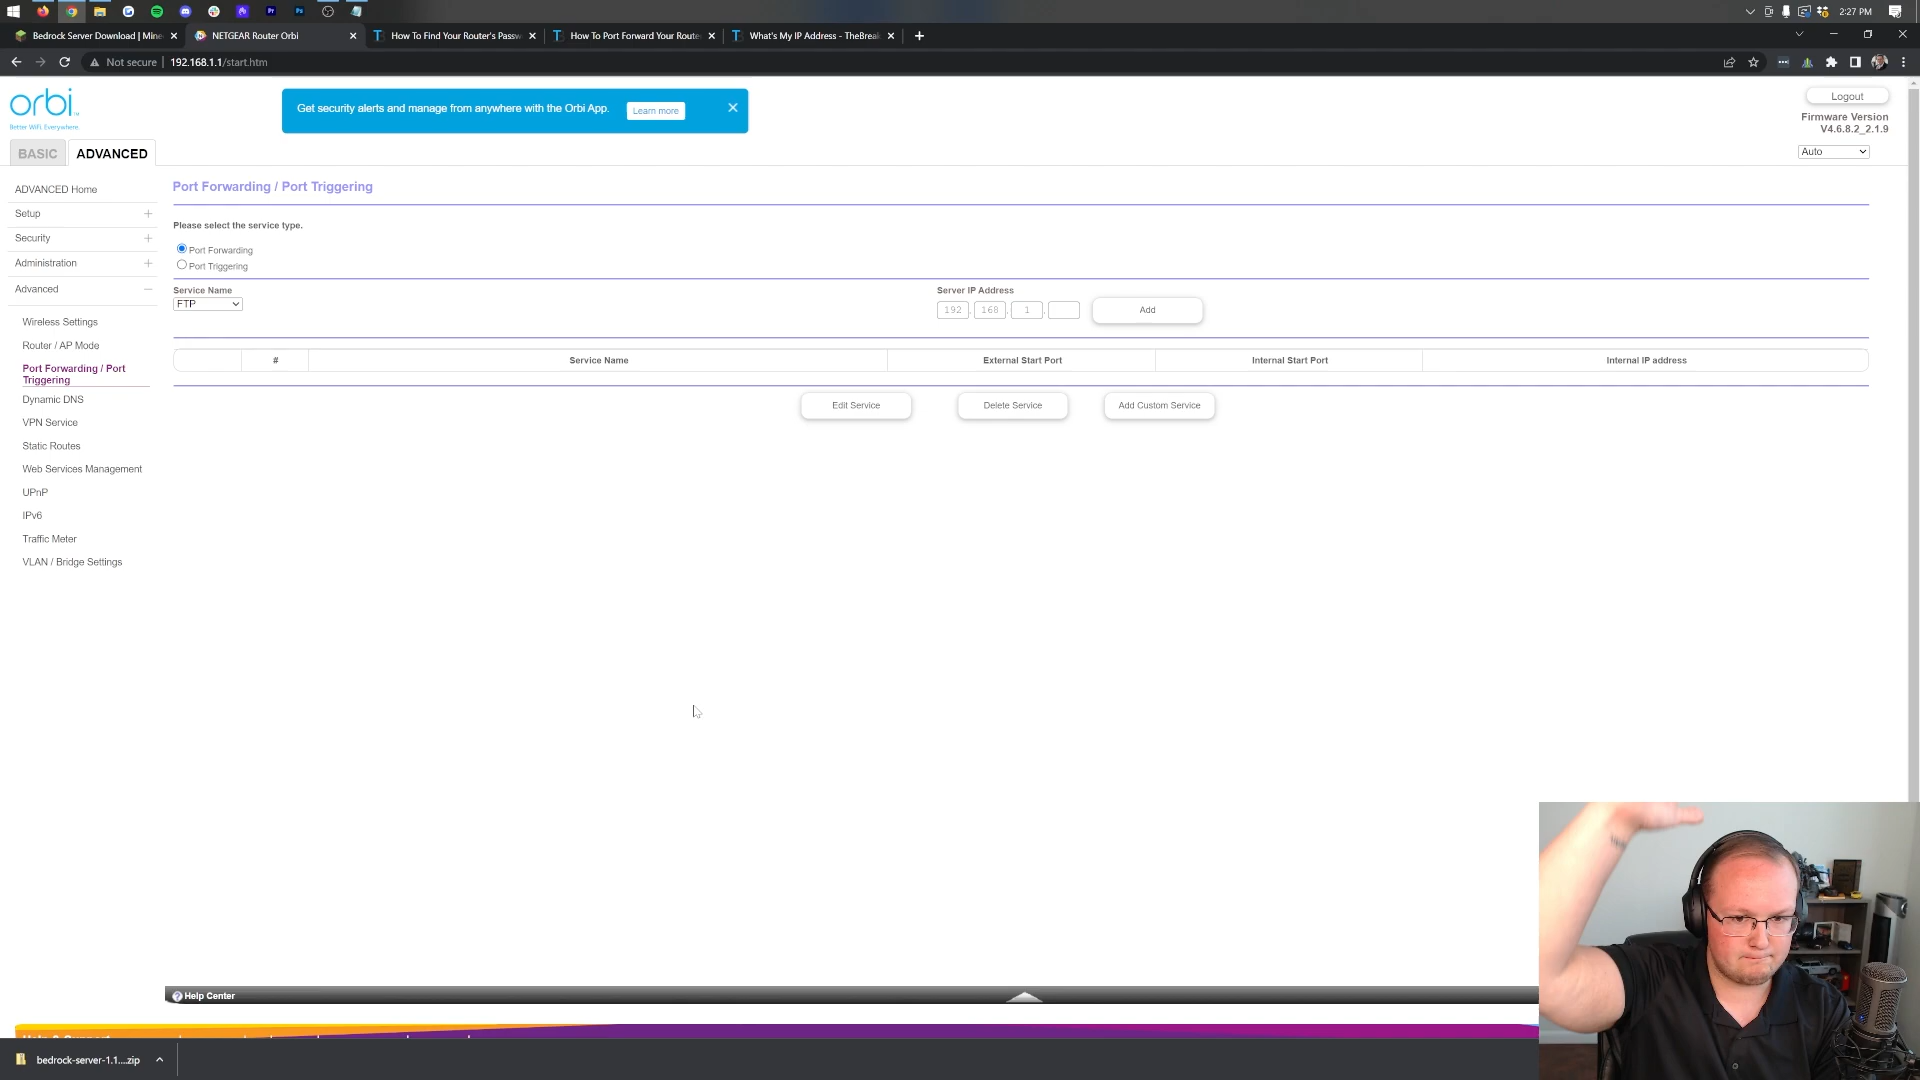 2:27 PM
Bedrock Server Download | Mine
NETGEAR Router Orbi
How To Find Your Router's Passw
How To Port Forward Your Route
What's My IP Address - TheBreak
Not secure
192.168.1.1/start.htm
orbi
Better WiFi. Everywhere.
Get security alerts and manage from anywhere with the Orbi App.
Learn more
Logout
Firmware Version
V4.6.8.2_2.1.9
Auto
BASIC
ADVANCED
ADVANCED Home
Setup
Security
Administration
Advanced
Wireless Settings
Router / AP Mode
Port Forwarding / Port
Triggering
Dynamic DNS
VPN Service
Static Routes
Web Services Management
UPnP
IPv6
Traffic Meter
VLAN / Bridge Settings
Port Forwarding / Port Triggering
Please select the service type.
Port Forwarding
Port Triggering
Service Name
FTP
Server IP Address
192 . 168 . 1 .
Add
# Service Name External Start Port Internal Start Port Internal IP address
Edit Service
Delete Service
Add Custom Service
Help Center
bedrock-server-1.1....zip